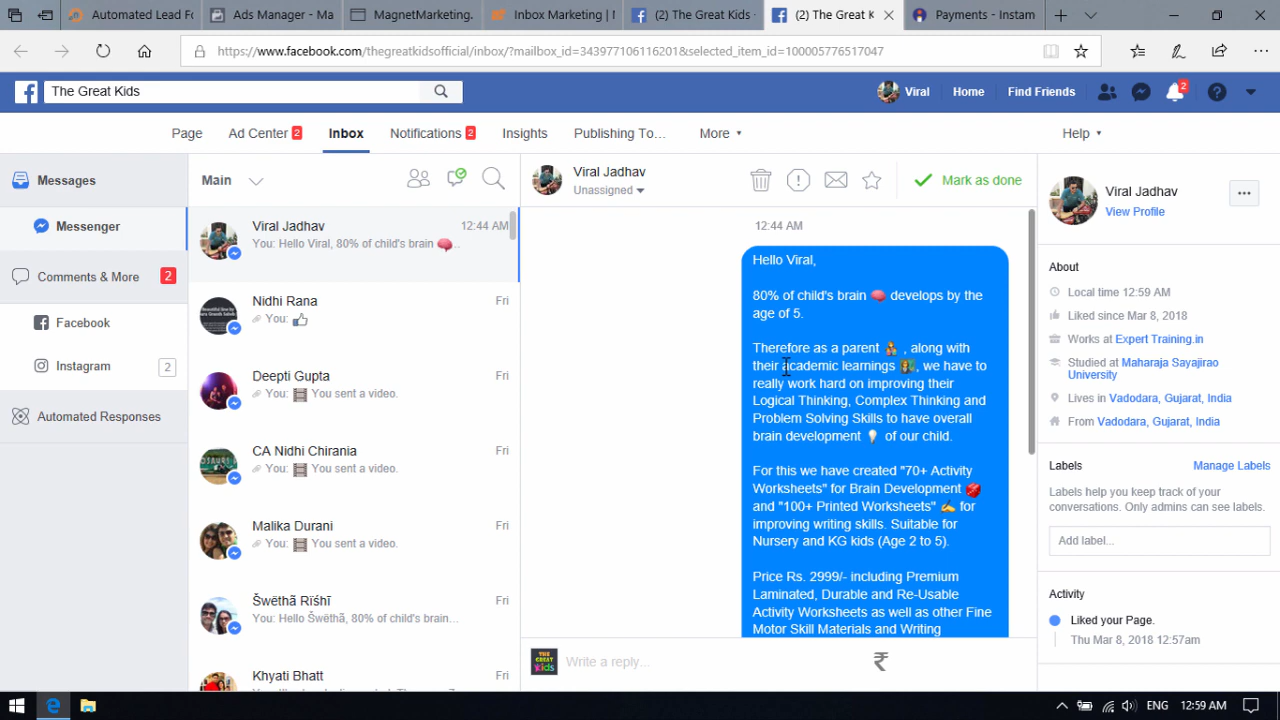 Automated Lead Fo
Ads Manager - Ma
MagnetMarketing.
Inbox Marketing | M
(2) The Great Kids -
(2) The Great K
Payments - Instam
https://www.facebook.com/thegreatkidsofficial/inbox/?mailbox_id=343977106116201&selected_item_id=100005776517047
The Great Kids
Viral
Home
Find Friends
2
Page
Ad Center 2
Inbox
Notifications 2
Insights
Publishing To...
More
Help
Messages
Messenger
Comments & More 2
Facebook
Instagram 2
Automated Responses
Main
Viral Jadhav 12:44 AM
You: Hello Viral, 80% of child's brain 🧠...
Nidhi Rana Fri
You: 👍
Deepti Gupta Fri
You: You sent a video.
CA Nidhi Chirania Fri
You: You sent a video.
Malika Durani Fri
You: You sent a video.
Šwëthã Rïśhï Fri
You: Hello Šwëthã, 80% of child's brain...
Khyati Bhatt Fri
Viral Jadhav
Unassigned
Mark as done
12:44 AM
Hello Viral,
80% of child's brain 🧠 develops by the
age of 5.
Therefore as a parent , along with
their academic learnings , we have to
really work hard on improving their
Logical Thinking, Complex Thinking and
Problem Solving Skills to have overall
brain development 💡 of our child.
For this we have created "70+ Activity
Worksheets" for Brain Development
and "100+ Printed Worksheets" ✍ for
improving writing skills. Suitable for
Nursery and KG kids (Age 2 to 5).
Price Rs. 2999/- including Premium
Laminated, Durable and Re-Usable
Activity Worksheets as well as other Fine
Motor Skill Materials and Writing
THE GREAT kids
Write a reply...
₹
Viral Jadhav
View Profile
About
Local time 12:59 AM
Liked since Mar 8, 2018
Works at Expert Training.in
Studied at Maharaja Sayajirao
University
Lives in Vadodara, Gujarat, India
From Vadodara, Gujarat, India
Labels
Manage Labels
Labels help you keep track of your
conversations. Only admins can see labels.
Add label...
Activity
Liked your Page.
Thu Mar 8, 2018 12:57am
ENG
12:59 AM